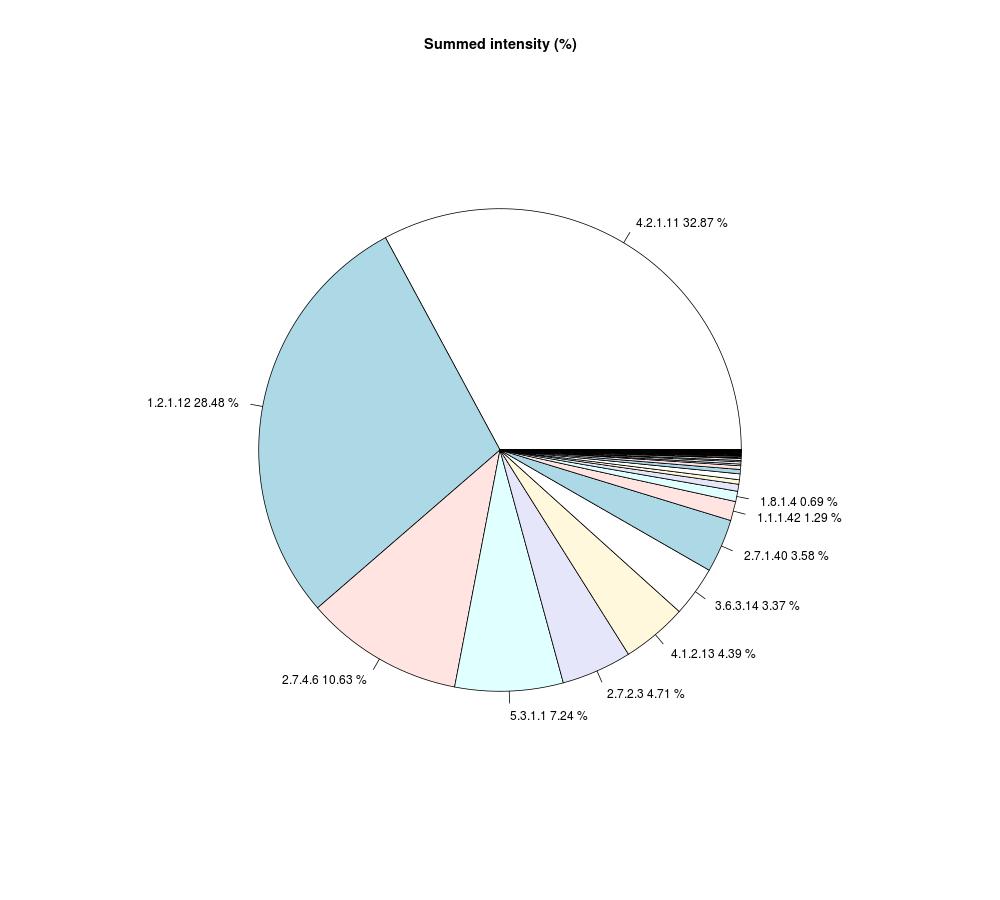 Summed intensity (%)
4.2.1.11 32.87 %
1.2.1.12 28.48 %
2.7.4.6 10.63 %
5.3.1.1 7.24 %
2.7.2.3 4.71 %
4.1.2.13 4.39 %
3.6.3.14 3.37 %
2.7.1.40 3.58 %
1.1.1.42 1.29 %
1.8.1.4 0.69 %